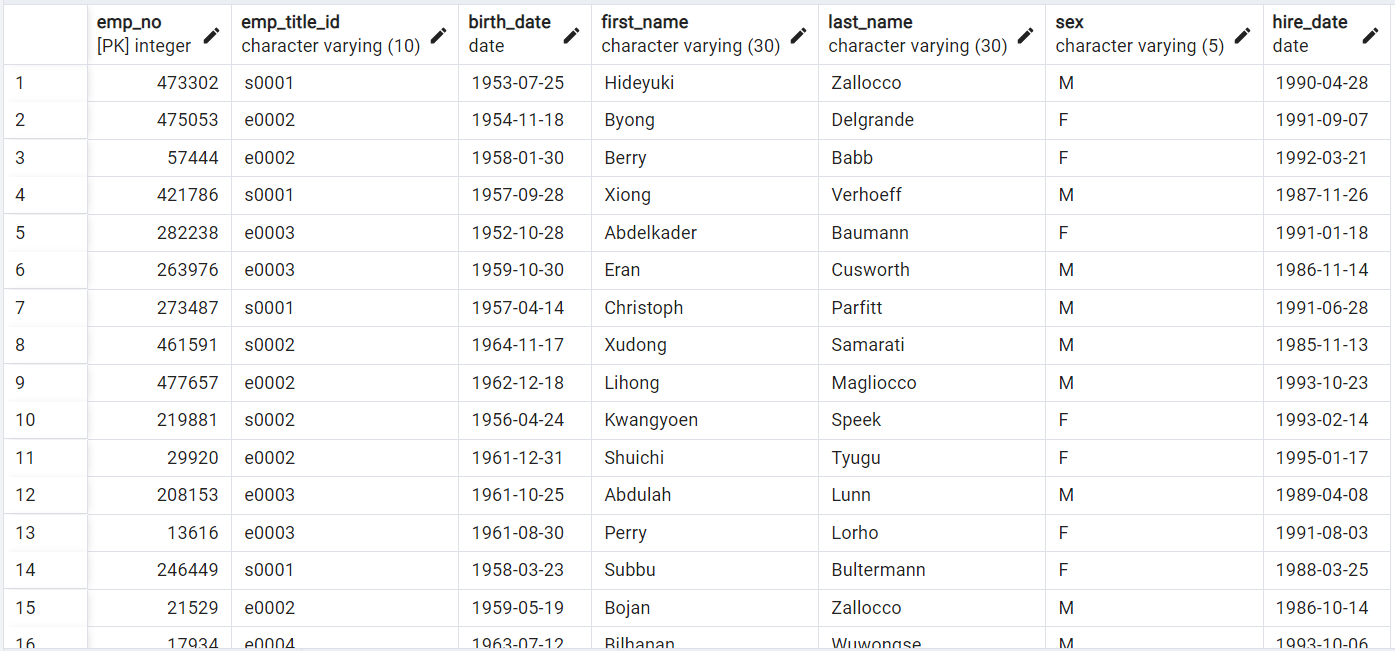 emp_no emp_title_id birth_date first_name last_name sex hire_date
[PK] integer character varying (10) date character varying (30) character varying (30) character varying (5) date
1 473302 s0001 1953-07-25 Hideyuki Zallocco M 1990-04-28
2 475053 e0002 1954-11-18 Byong Delgrande F 1991-09-07
3 57444 e0002 1958-01-30 Berry Babb F 1992-03-21
4 421786 s0001 1957-09-28 Xiong Verhoeff M 1987-11-26
5 282238 e0003 1952-10-28 Abdelkader Baumann F 1991-01-18
6 263976 e0003 1959-10-30 Eran Cusworth M 1986-11-14
7 273487 s0001 1957-04-14 Christoph Parfitt M 1991-06-28
8 461591 s0002 1964-11-17 Xudong Samarati M 1985-11-13
9 477657 e0002 1962-12-18 Lihong Magliocco M 1993-10-23
10 219881 s0002 1956-04-24 Kwangyoen Speek F 1993-02-14
11 29920 e0002 1961-12-31 Shuichi Tyugu F 1995-01-17
12 208153 e0003 1961-10-25 Abdulah Lunn M 1989-04-08
13 13616 e0003 1961-08-30 Perry Lorho F 1991-08-03
14 246449 s0001 1958-03-23 Subbu Bultermann F 1988-03-25
15 21529 e0002 1959-05-19 Bojan Zallocco M 1986-10-14
16 17934 e0004 1963-07-12 Bilhanan Wuwongse M 1993-10-06